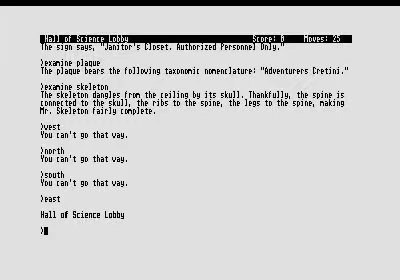 Hall of Science Lobby Score: 0 Moves: 25
The sign says, "Janitor's Closet. Authorized Personnel Only."
>examine plaque
The plaque bears the following taxonomic nomenclature: "Adventurers Cretini."
>examine skeleton
The skeleton dangles from the ceiling by its skull. Thankfully, the spine is
connected to the skull, the ribs to the spine, the legs to the spine, making
Mr. Skeleton fairly complete.
>west
You can't go that way.
>north
You can't go that way.
>south
You can't go that way.
>east
Hall of Science Lobby
>